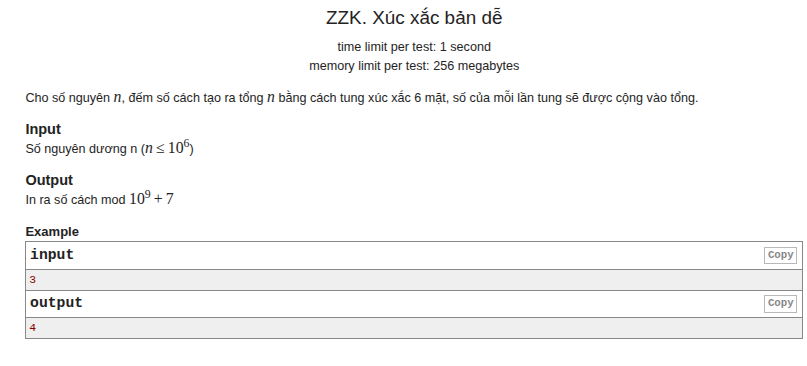 ZZK. Xúc xắc bản dễ
time limit per test: 1 second
memory limit per test: 256 megabytes
Cho số nguyên n, đếm số cách tạo ra tổng n bằng cách tung xúc xắc 6 mặt, số của mỗi lần tung sẽ được cộng vào tổng.
Input
Số nguyên dương n (n ≤ 10^6)
Output
In ra số cách mod 10^9 + 7
Example
input
Copy
3
output
Copy
4